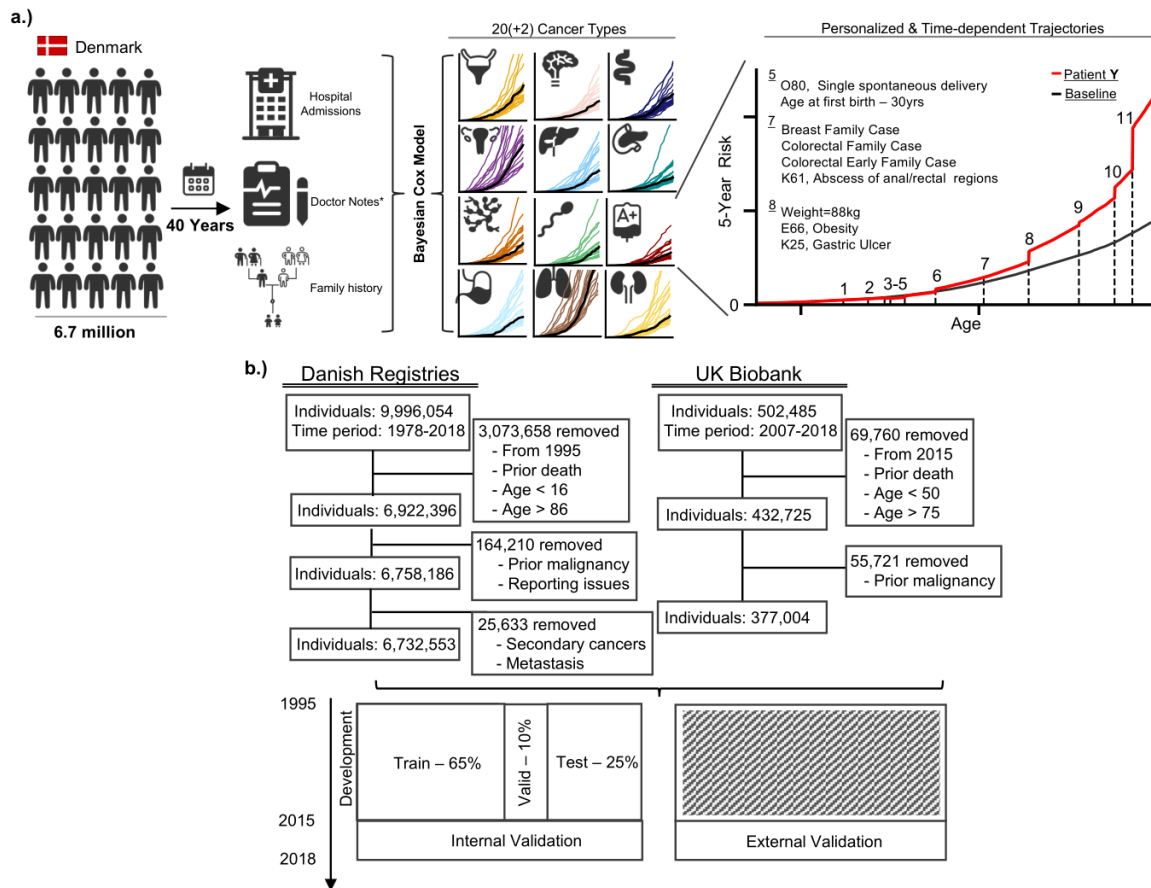 a.)
Denmark
6.7 million
40 Years
Hospital
Admissions
Doctor Notes*
Family history
Bayesian Cox Model
20(+2) Cancer Types
A+
Personalized & Time-dependent Trajectories
5
O80, Single spontaneous delivery
Age at first birth – 30yrs
7
Breast Family Case
Colorectal Family Case
Colorectal Early Family Case
K61, Abscess of anal/rectal regions
8
Weight=88kg
E66, Obesity
K25, Gastric Ulcer
Patient Y
Baseline
5-Year Risk
0
1
2
3-5
6
7
8
9
10
11
Age
b.)
Danish Registries
Individuals: 9,996,054
Time period: 1978-2018
3,073,658 removed
- From 1995
- Prior death
- Age < 16
- Age > 86
Individuals: 6,922,396
164,210 removed
- Prior malignancy
- Reporting issues
Individuals: 6,758,186
25,633 removed
- Secondary cancers
- Metastasis
Individuals: 6,732,553
UK Biobank
Individuals: 502,485
Time period: 2007-2018
69,760 removed
- From 2015
- Prior death
- Age < 50
- Age > 75
Individuals: 432,725
55,721 removed
- Prior malignancy
Individuals: 377,004
1995
Development
2015
2018
Train – 65%
Valid – 10%
Test – 25%
Internal Validation
External Validation